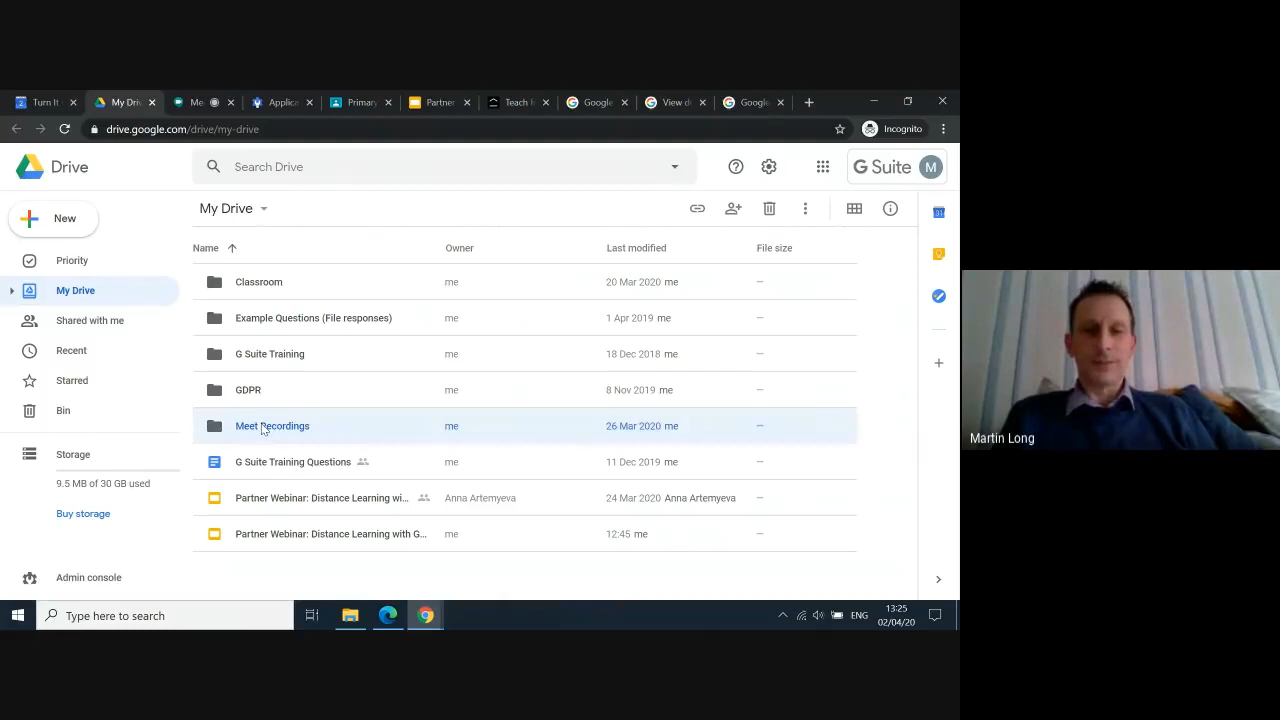 Turn It
My Driv
Me
Applica
Primary
Partner
Teach f
Google
View d
Google
drive.google.com/drive/my-drive
Incognito
Drive
Search Drive
G Suite M
New
My Drive
Name
Owner
Last modified
File size
Priority
Classroom
me
20 Mar 2020 me
–
My Drive
Example Questions (File responses)
me
1 Apr 2019 me
–
Shared with me
Recent
G Suite Training
me
18 Dec 2018 me
–
Starred
GDPR
me
8 Nov 2019 me
–
Bin
Meet Recordings
me
26 Mar 2020 me
–
Storage
G Suite Training Questions
me
11 Dec 2019 me
–
9.5 MB of 30 GB used
Partner Webinar: Distance Learning wi...
Anna Artemyeva
24 Mar 2020 Anna Artemyeva
–
Buy storage
Partner Webinar: Distance Learning with G...
me
12:45 me
–
Admin console
Type here to search
ENG
13:25
02/04/20
Martin Long